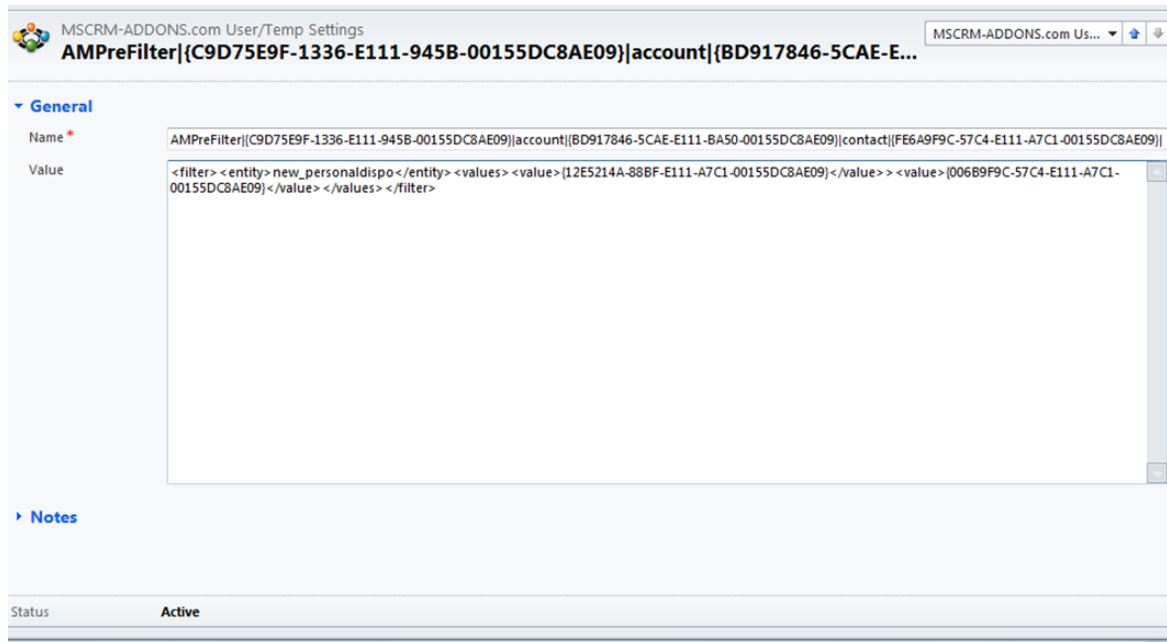 MSCRM-ADDONS.com User/Temp Settings
AMPreFilter|{C9D75E9F-1336-E111-945B-00155DC8AE09}|account|{BD917846-5CAE-E...
MSCRM-ADDONS.com Us...
General
Name *
AMPreFilter|{C9D75E9F-1336-E111-945B-00155DC8AE09}|account|{BD917846-5CAE-E111-BA50-00155DC8AE09}|contact|{FE6A9F9C-57C4-E111-A7C1-00155DC8AE09}|
Value
<filter><entity>new_personaldispo</entity><values><value>{12E5214A-88BF-E111-A7C1-00155DC8AE09}</value>><value>{006B9F9C-57C4-E111-A7C1-
00155DC8AE09}</value></values></filter>
Notes
Status
Active